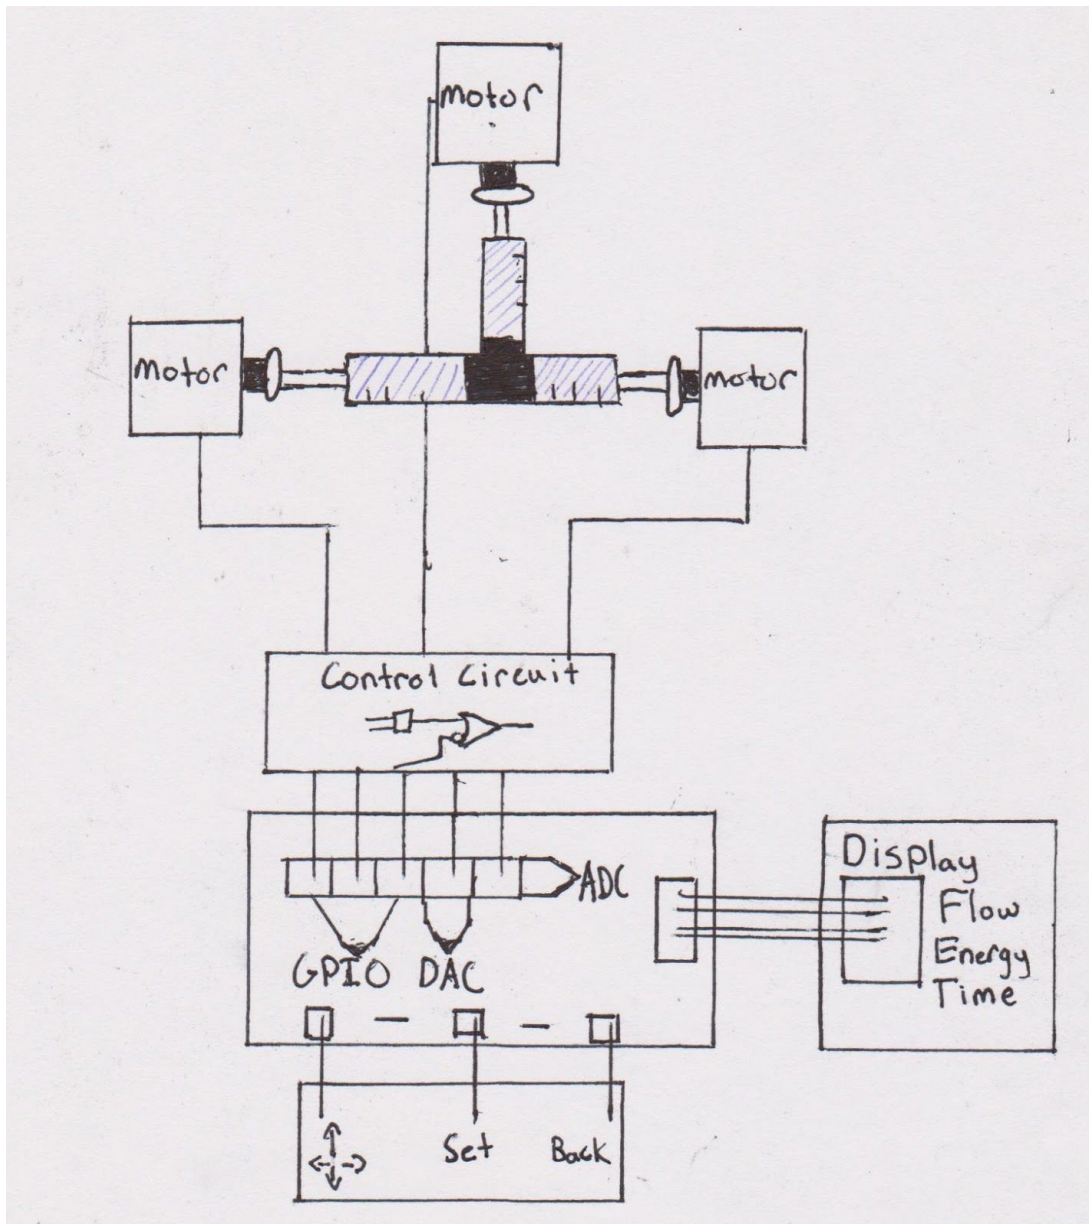 motor
motor
motor
Control Circuit
ADC
GPIO DAC
Display
Flow
Energy
Time
Set Back